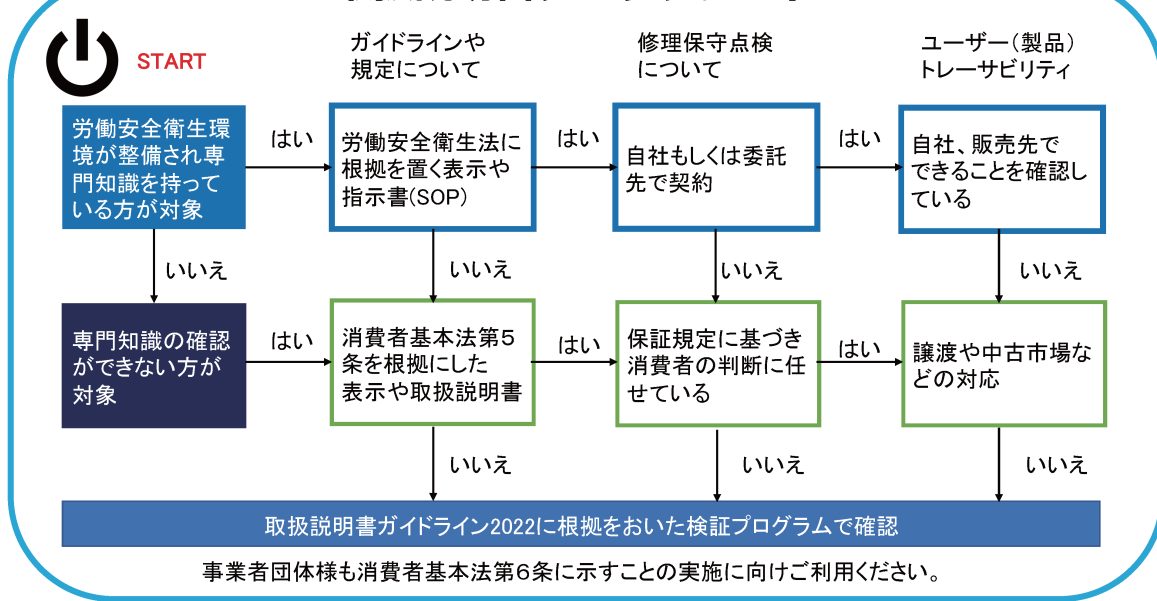 START
ガイドラインや
規定について
修理保守点検
について
ユーザー(製品)
トレーサビリティ
労働安全衛生環
境が整備され専
門知識を持って
いる方が対象
はい
労働安全衛生法に
根拠を置く表示や
指示書(SOP)
はい
自社もしくは委託
先で契約
はい
自社、販売先で
できることを確認し
ている
いいえ
いいえ
いいえ
いいえ
専門知識の確認
ができない方が
対象
はい
消費者基本法第5
条を根拠にした
表示や取扱説明書
はい
保証規定に基づき
消費者の判断に任
せている
はい
譲渡や中古市場な
どの対応
いいえ
いいえ
いいえ
取扱説明書ガイドライン2022に根拠をおいた検証プログラムで確認
事業者団体様も消費者基本法第6条に示すことの実施に向けご利用ください。